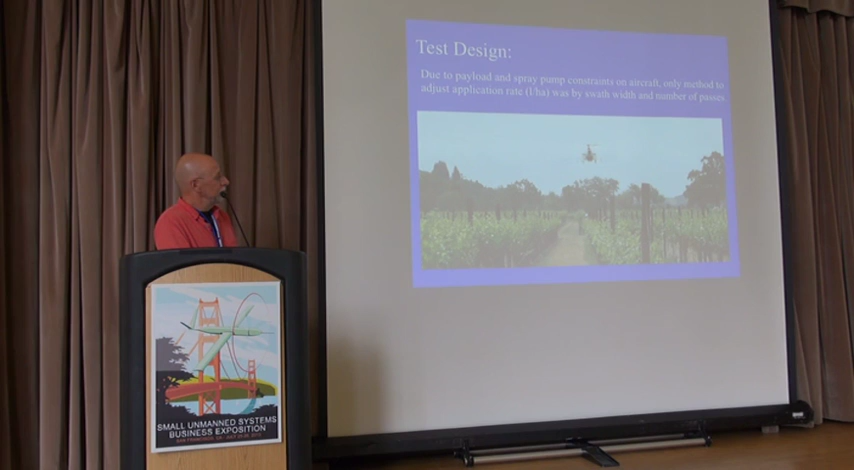 Test Design:
Due to payload and spray pump constraints on aircraft, only method to
adjust application rate (l/ha) was by swath width and number of passes
SMALL UNMANNED SYSTEMS
BUSINESS EXPOSITION